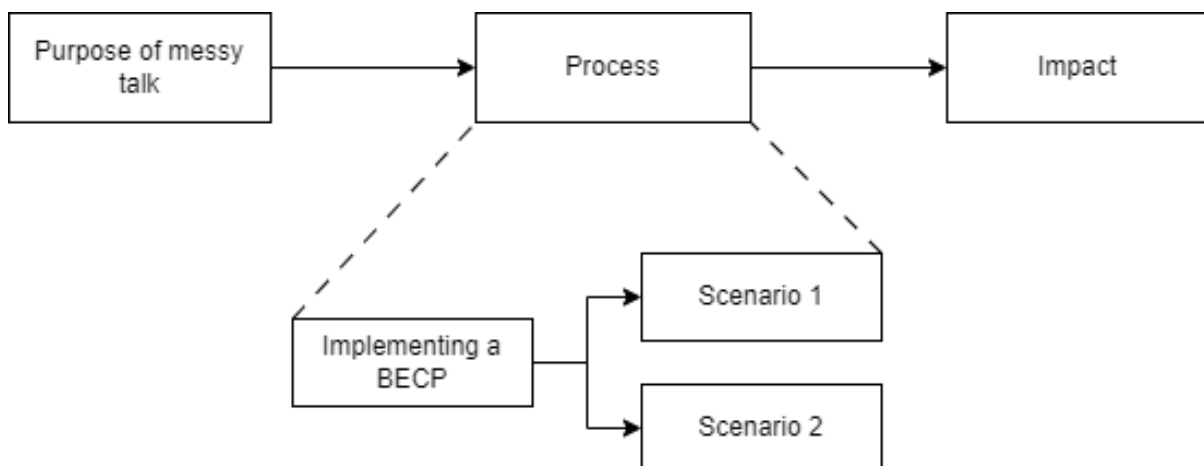 Purpose of messy
talk
Process
Impact
Scenario 1
Implementing a
BECP
Scenario 2